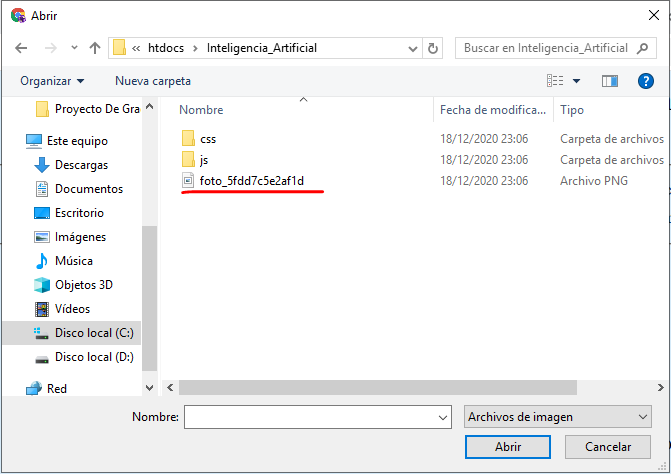 Abrir
« htdocs > Inteligencia_Artificial
Buscar en Inteligencia_Artificial
Organizar
Nueva carpeta
?
Proyecto De Gra
Este equipo
Descargas
Documentos
Escritorio
Imágenes
Música
Objetos 3D
Vídeos
Disco local (C:)
Disco local (D:)
Red
Nombre Fecha de modifica... Tipo
css 18/12/2020 23:06 Carpeta de archivos
js 18/12/2020 23:06 Carpeta de archivos
foto_5fdd7c5e2af1d 18/12/2020 23:06 Archivo PNG
Nombre:
Archivos de imagen
Abrir
Cancelar